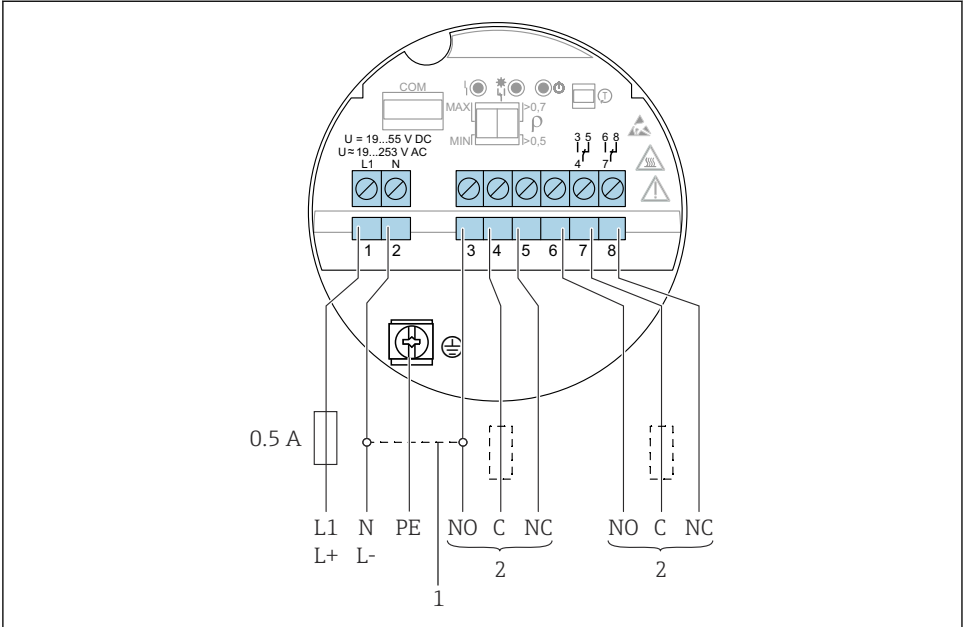 COM
MAX
>0,7
ρ
MIN
>0,5
T
U = 19...55 V DC
U≈19...253 V AC
L1 N
3 5
4
6 8
7
1 2 3 4 5 6 7 8
0.5 A
L1 N PE NO C NC NO C NC
L+ L-
2 2
1